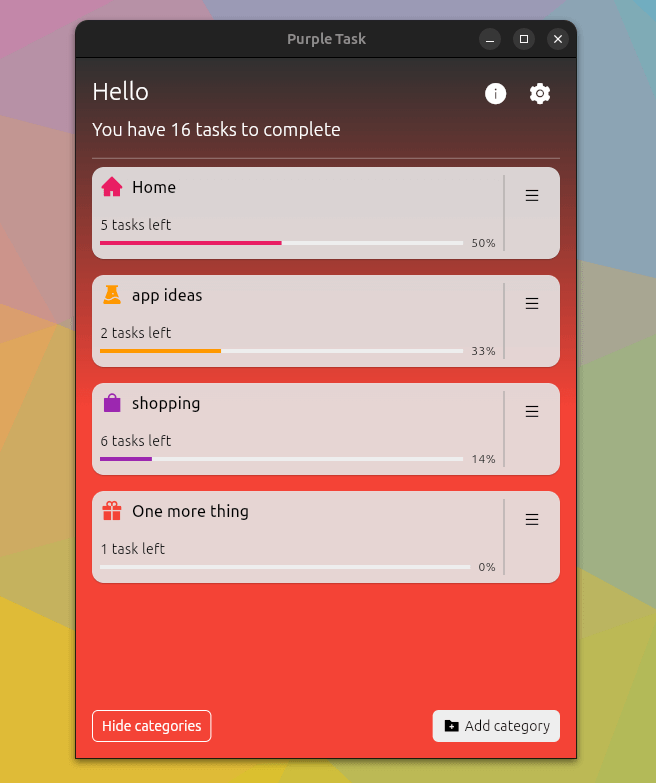 Purple Task
Hello
You have 16 tasks to complete
Home
5 tasks left
50%
app ideas
2 tasks left
33%
shopping
6 tasks left
14%
One more thing
1 task left
0%
Hide categories
Add category